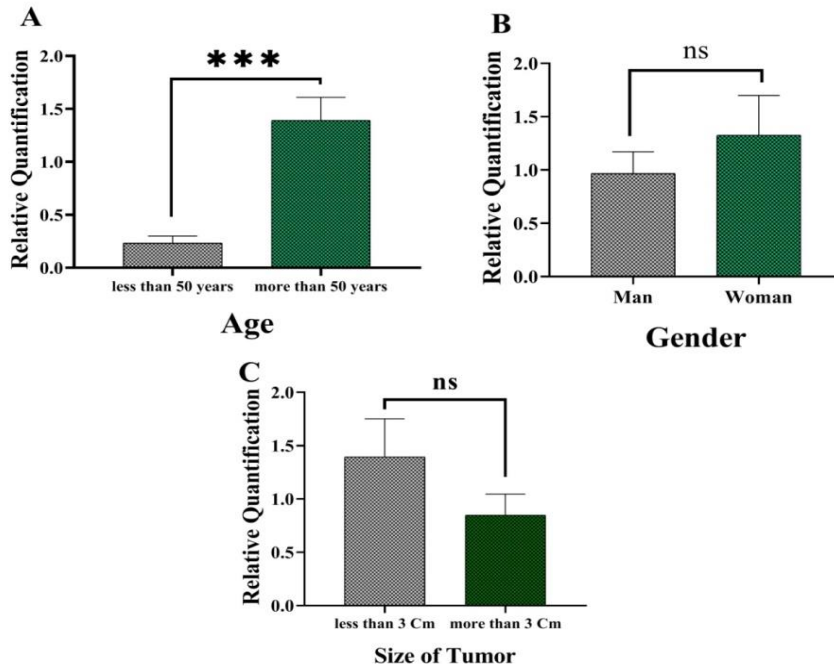 A
Relative Quantification
2.0
1.5
1.0
0.5
0.0
***
less than 50 years more than 50 years
Age
B
Relative Quantification
2.0
1.5
1.0
0.5
0.0
ns
Man Woman
Gender
C
Relative Quantification
2.0
1.5
1.0
0.5
0.0
ns
less than 3 Cm more than 3 Cm
Size of Tumor